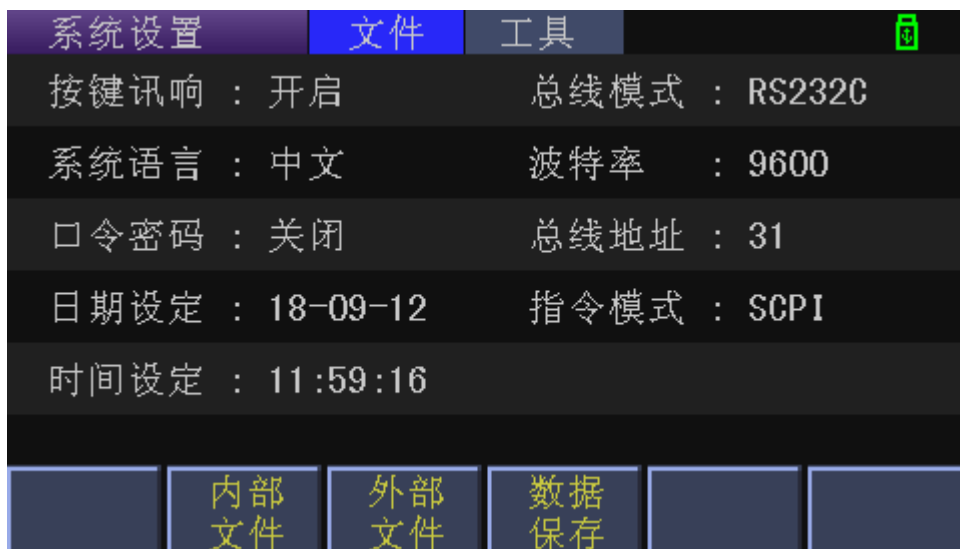 系统设置 文件 工具
按键讯响 : 开启 总线模式 : RS232C
系统语言 : 中文 波特率 : 9600
口令密码 : 关闭 总线地址 : 31
日期设定 : 18-09-12 指令模式 : SCPI
时间设定 : 11:59:16
内部 外部 数据
文件 文件 保存